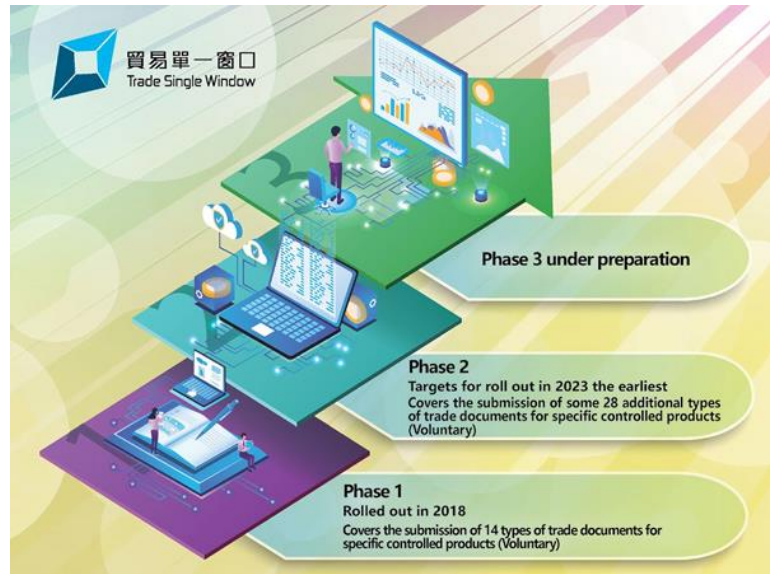 貿易單一窗口
Trade Single Window
3
Phase 3 under preparation
2
Phase 2
Targets for roll out in 2023 the earliest
Covers the submission of some 28 additional types
of trade documents for specific controlled products
(Voluntary)
1
Phase 1
Rolled out in 2018
Covers the submission of 14 types of trade documents for
specific controlled products (Voluntary)